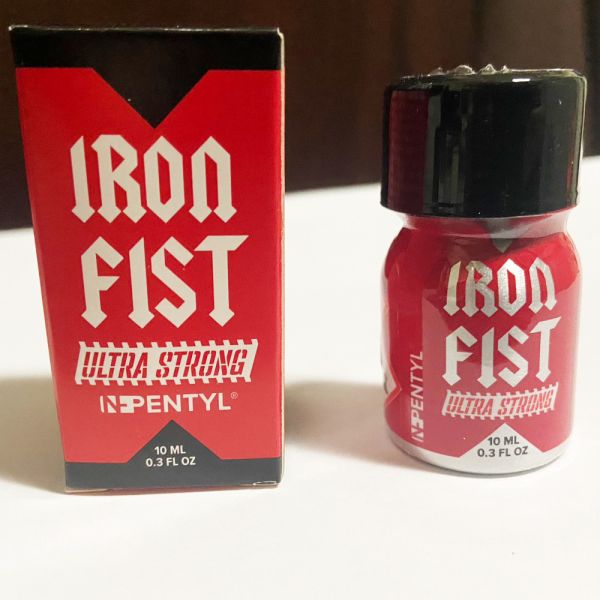 IRON
FIST
ULTRA STRONG
N-PENTYL®
10 ML
0.3 FL OZ
IRON
FIST
ULTRA STRONG
N-PENTYL
10 ML
0.3 FL OZ